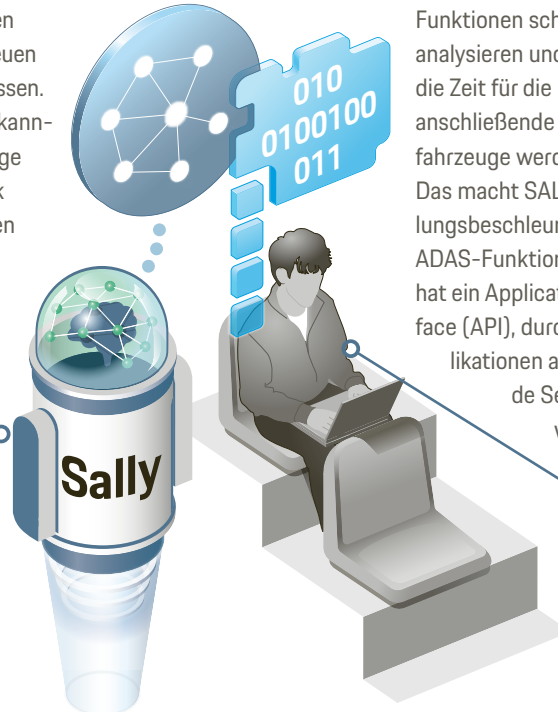 en
euen
ssen.
kann-
ge
k
en
010
0100100
011
Sally
Funktionen sch
analysieren und
die Zeit für die
anschließende
fahrzeuge werd
Das macht SAL
lungsbeschleur
ADAS-Funktion
hat ein Applicat
face (API), durc
likationen a
de Se
v